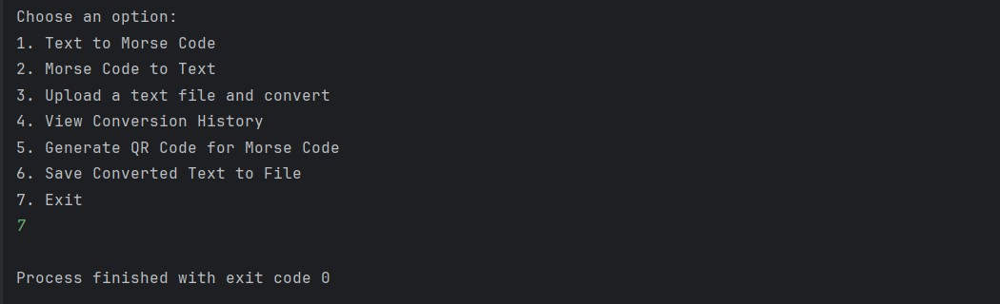 Choose an option:
1. Text to Morse Code
2. Morse Code to Text
3. Upload a text file and convert
4. View Conversion History
5. Generate QR Code for Morse Code
6. Save Converted Text to File
7. Exit
7
Process finished with exit code 0